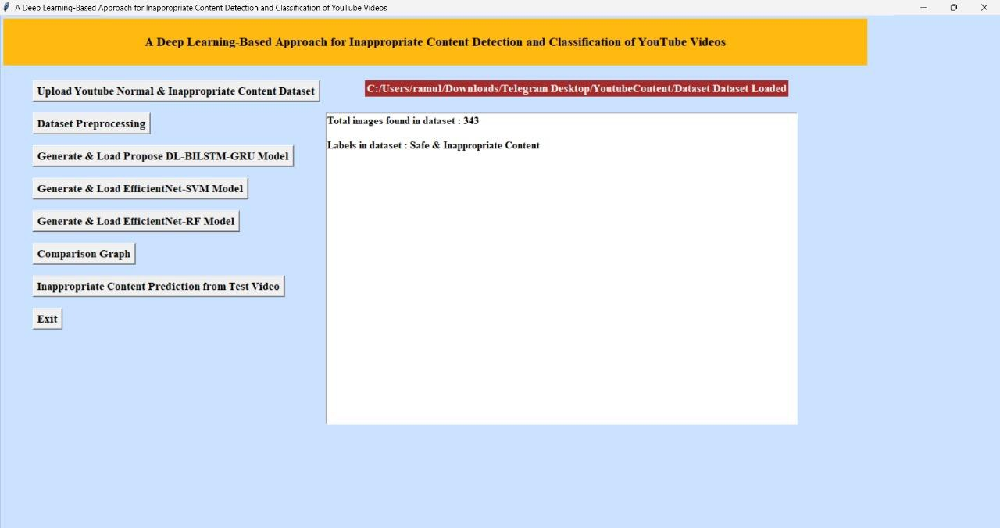 A Deep Learning-Based Approach for Inappropriate Content Detection and Classification of YouTube Videos
A Deep Learning-Based Approach for Inappropriate Content Detection and Classification of YouTube Videos
Upload Youtube Normal & Inappropriate Content Dataset
C:/Users/ramul/Downloads/Telegram Desktop/YoutubeContent/Dataset Dataset Loaded
Dataset Preprocessing
Generate & Load Propose DL-BILSTM-GRU Model
Generate & Load EfficientNet-SVM Model
Generate & Load EfficientNet-RF Model
Comparison Graph
Inappropriate Content Prediction from Test Video
Exit
Total images found in dataset : 343
Labels in dataset : Safe & Inappropriate Content